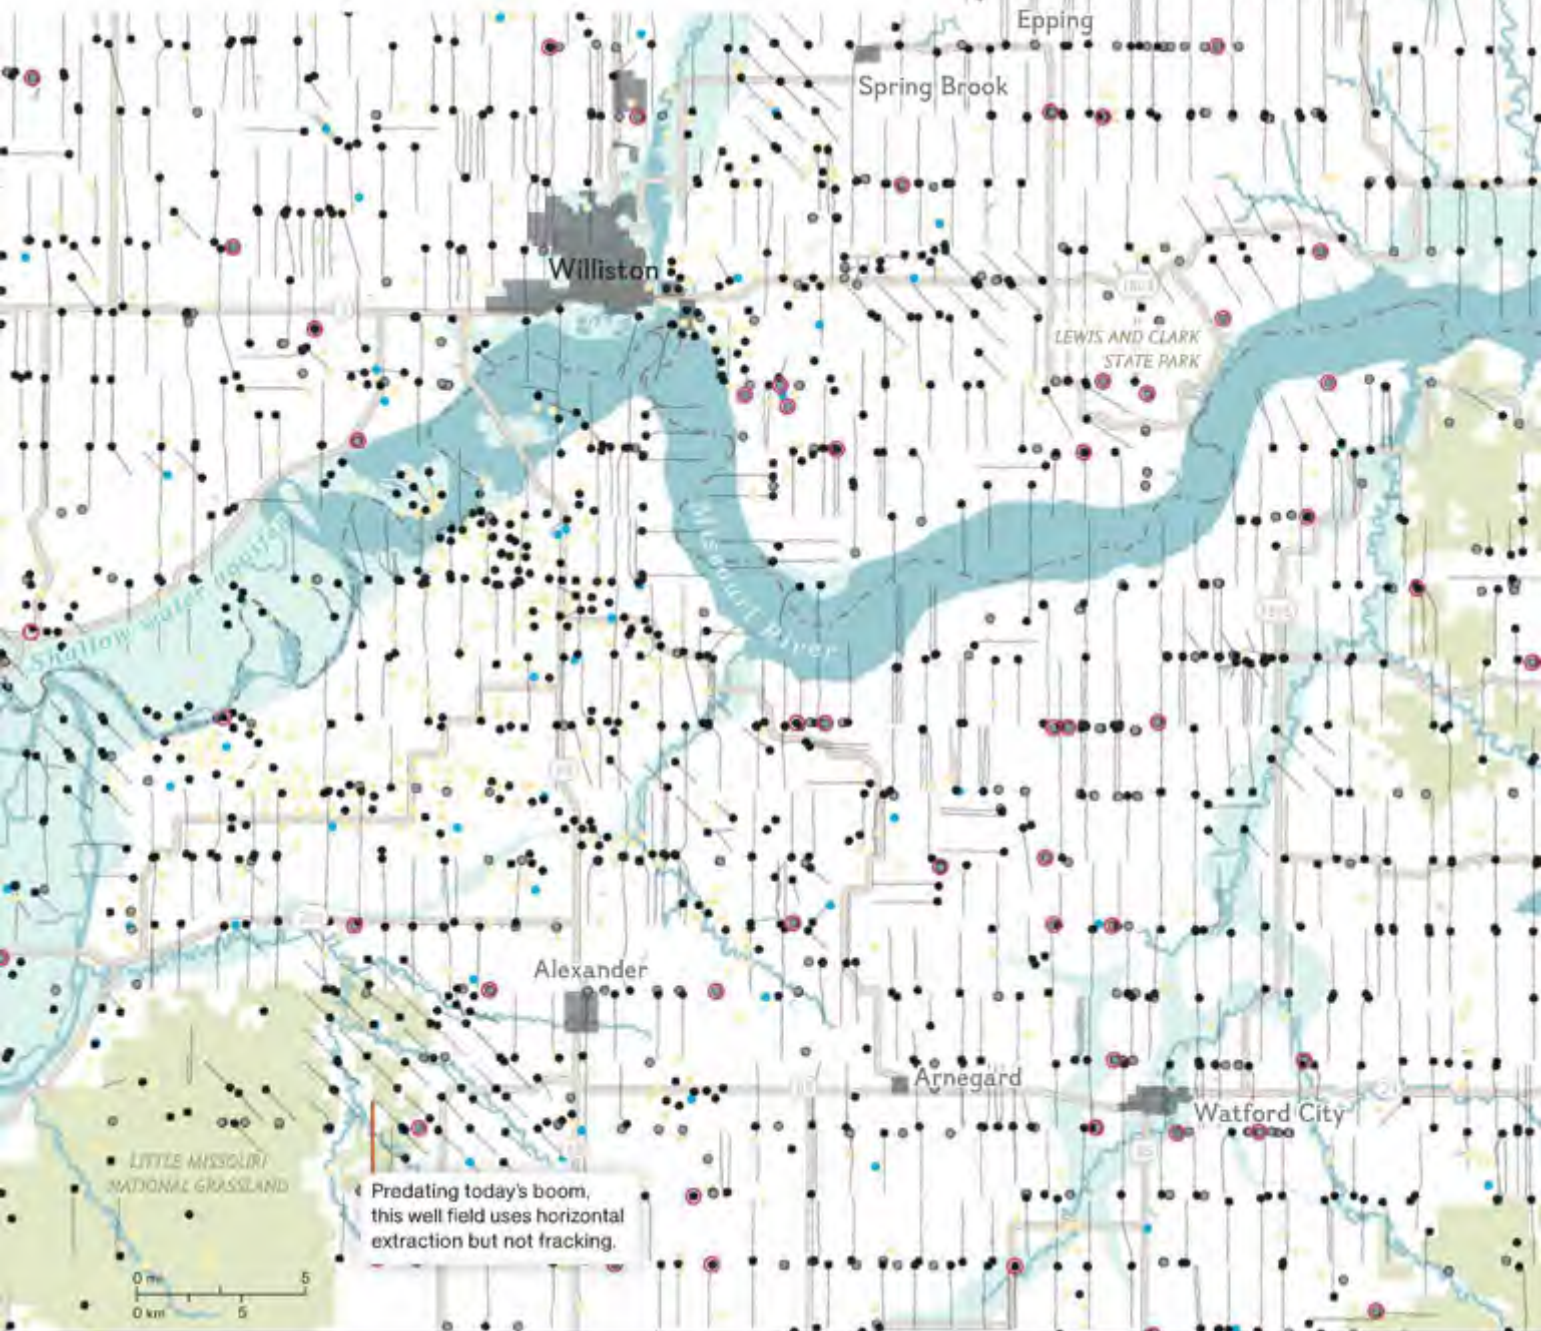 Epping
Spring Brook
Williston
1804
LEWIS AND CLARK
STATE PARK
Missouri River
Shallow water
Alexander
Arnegard
Watford City
85
LITTLE MISSOURI
NATIONAL GRASSLAND
Predating today's boom,
this well field uses horizontal
extraction but not fracking.
0 mi 5
0 km 5